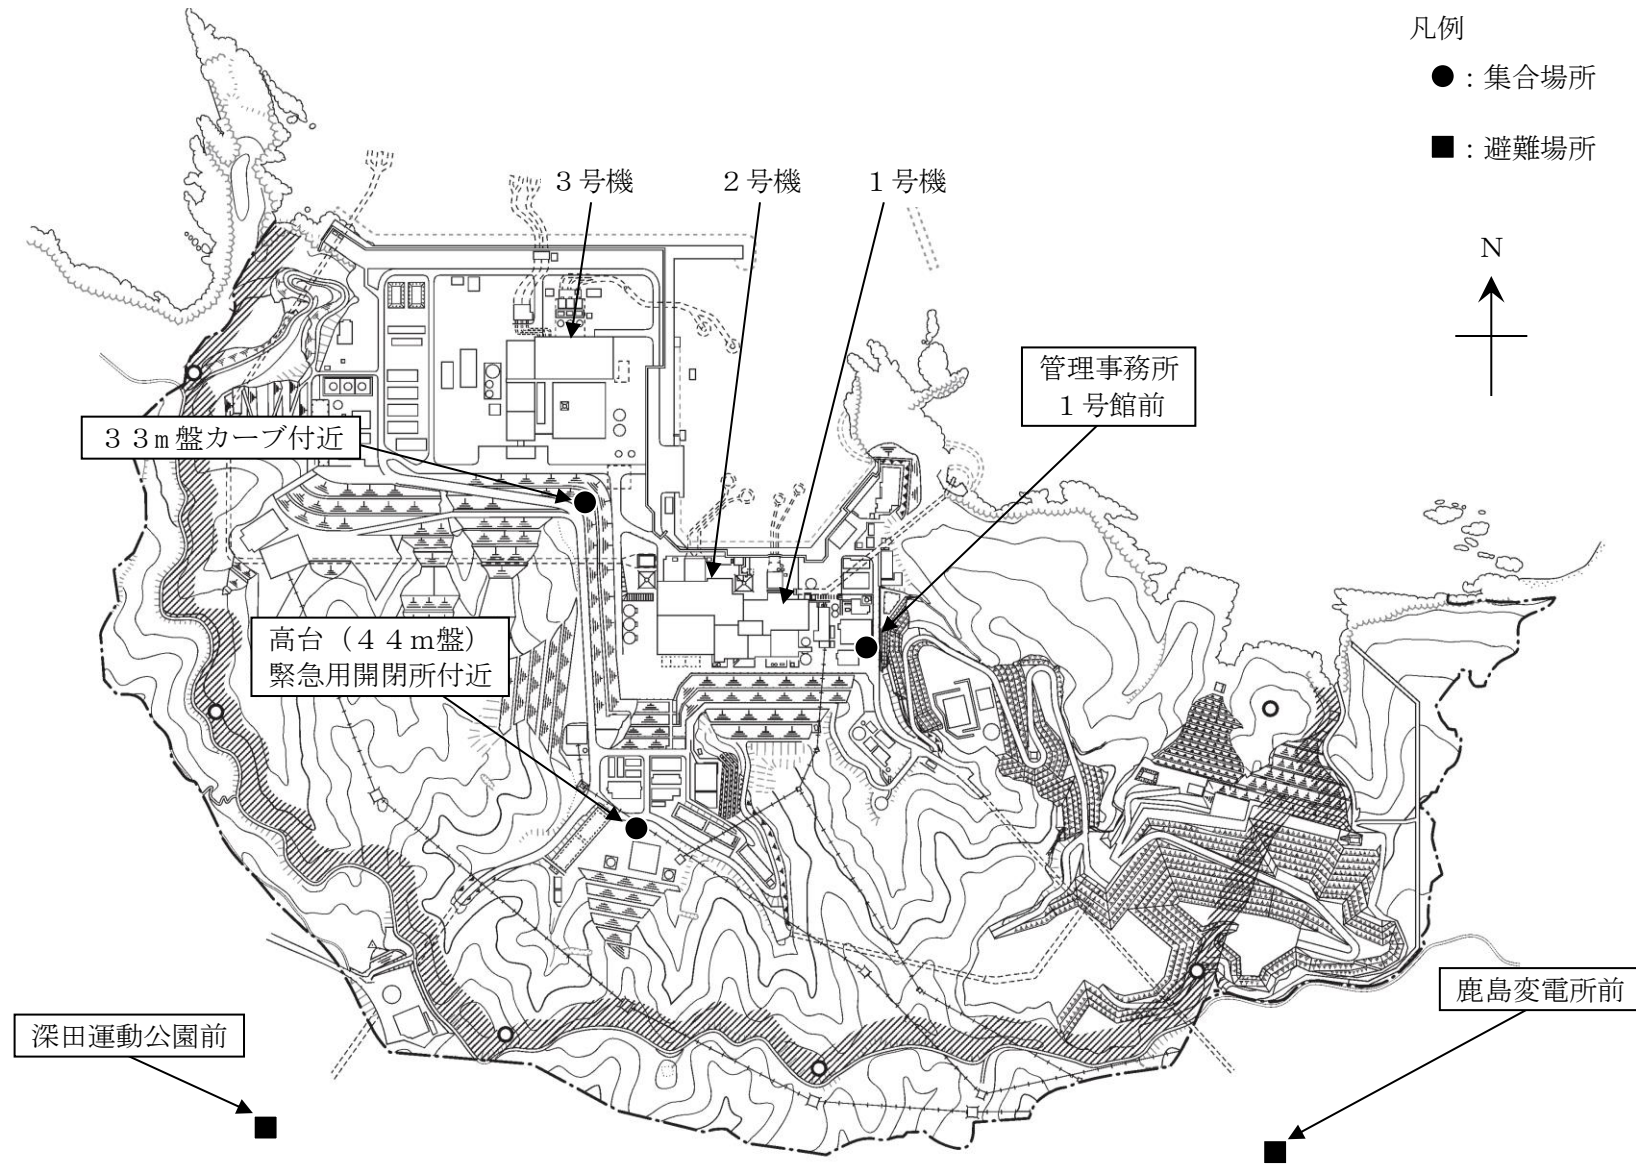 凡例
●：集合場所
■：避難場所
３号機
２号機
１号機
N
管理事務所
１号館前
３３ｍ盤カーブ付近
高台（４４ｍ盤）
緊急用開閉所付近
鹿島変電所前
深田運動公園前